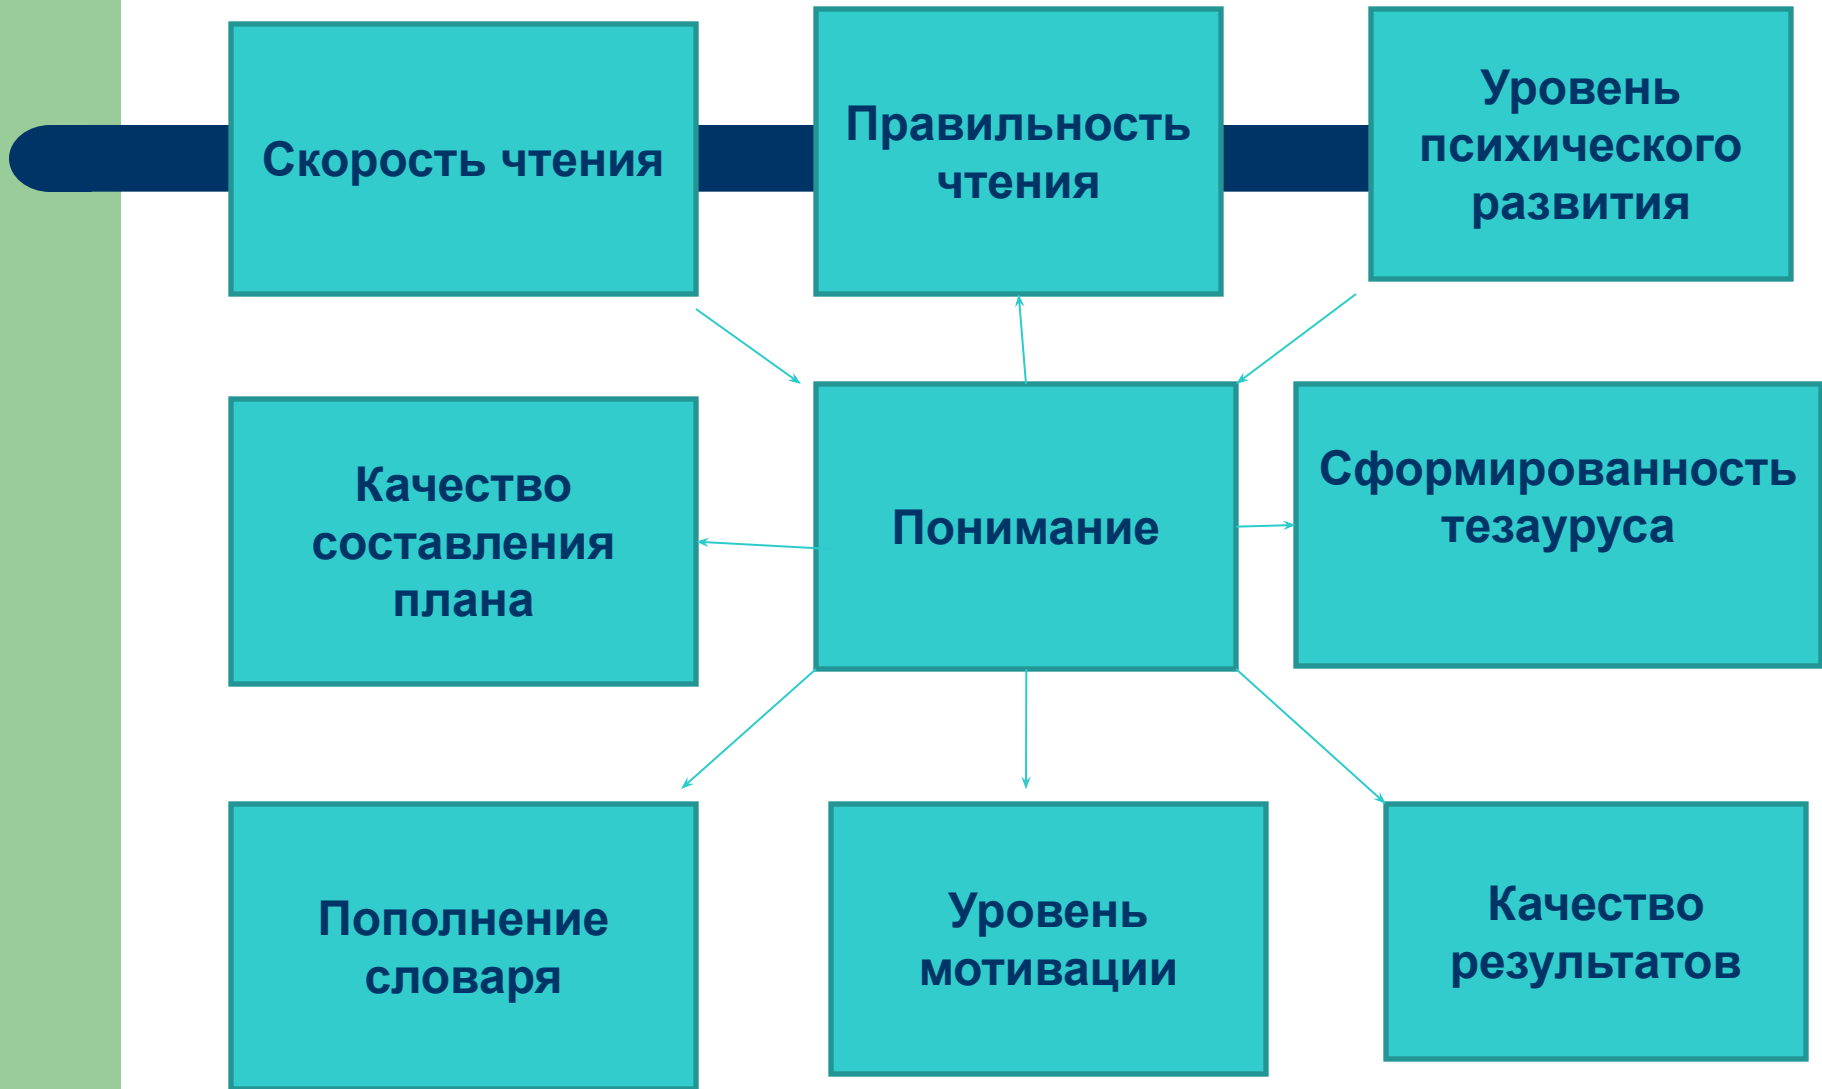 Скорость чтения
Правильность
чтения
Уровень
психического
развития
Качество
составления
плана
Понимание
Сформированность
тезауруса
Пополнение
словаря
Уровень
мотивации
Качество
результатов